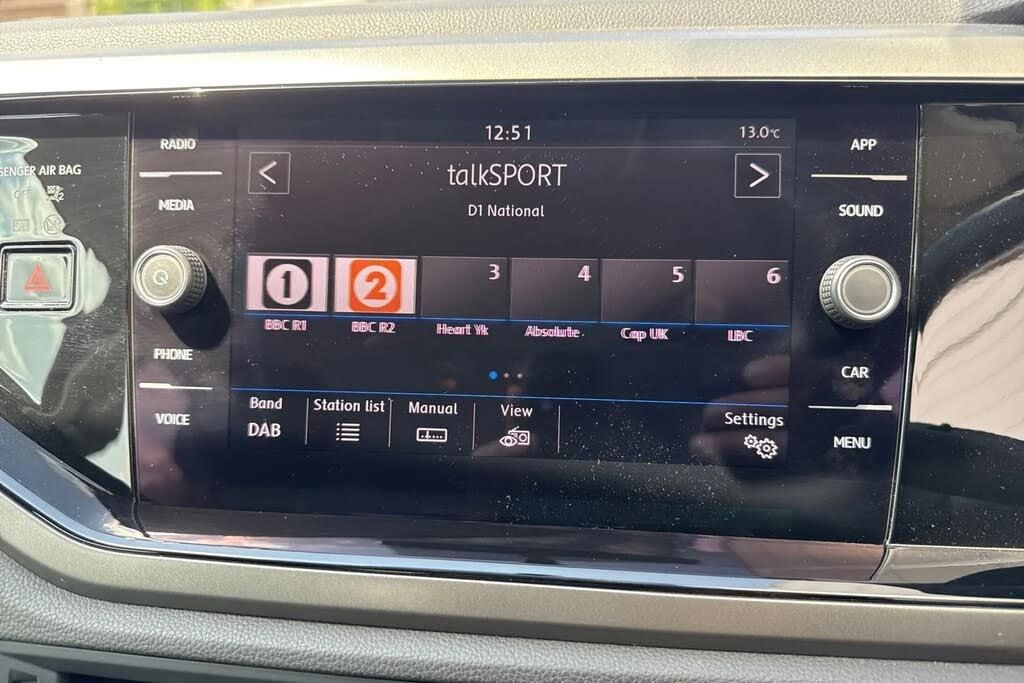 12:51
13.0°C
RADIO
MEDIA
PHONE
VOICE
SENGER AIR BAG
OFF
<
talkSPORT
>
D1 National
1
2
3
4
5
6
BBC R1
BBC R2
Heart Yk
Absolute
Cap UK
LBC
Band
DAB
Station list
Manual
View
Settings
APP
SOUND
CAR
MENU